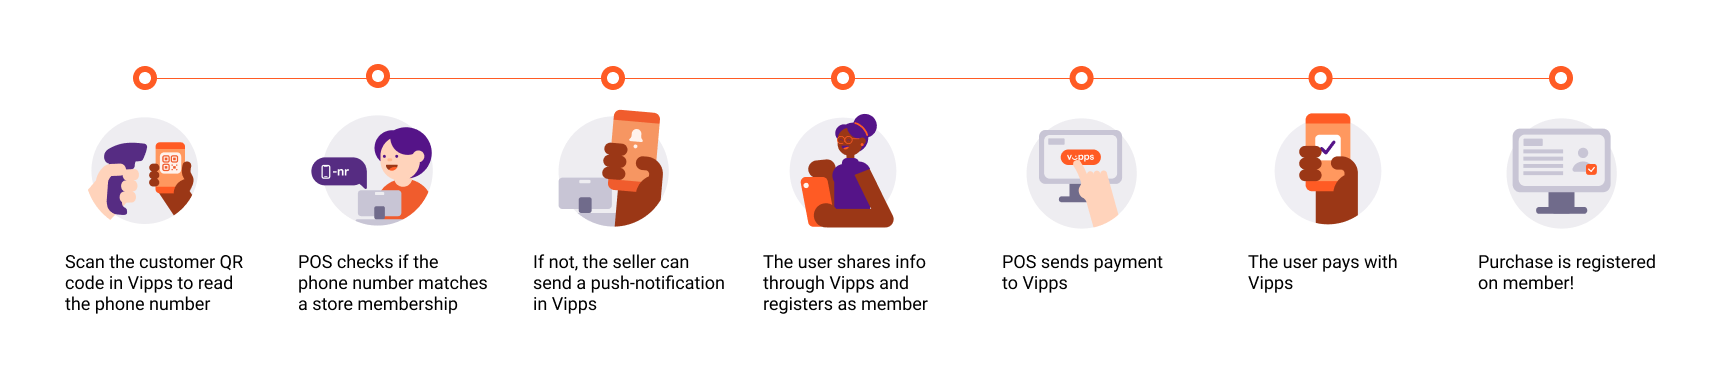 -nr
vipps
Scan the customer QR
code in Vipps to read
the phone number
POS checks if the
phone number matches
a store membership
If not, the seller can
send a push-notification
in Vipps
The user shares info
through Vipps and
registers as member
POS sends payment
to Vipps
The user pays with
Vipps
Purchase is registered
on member!